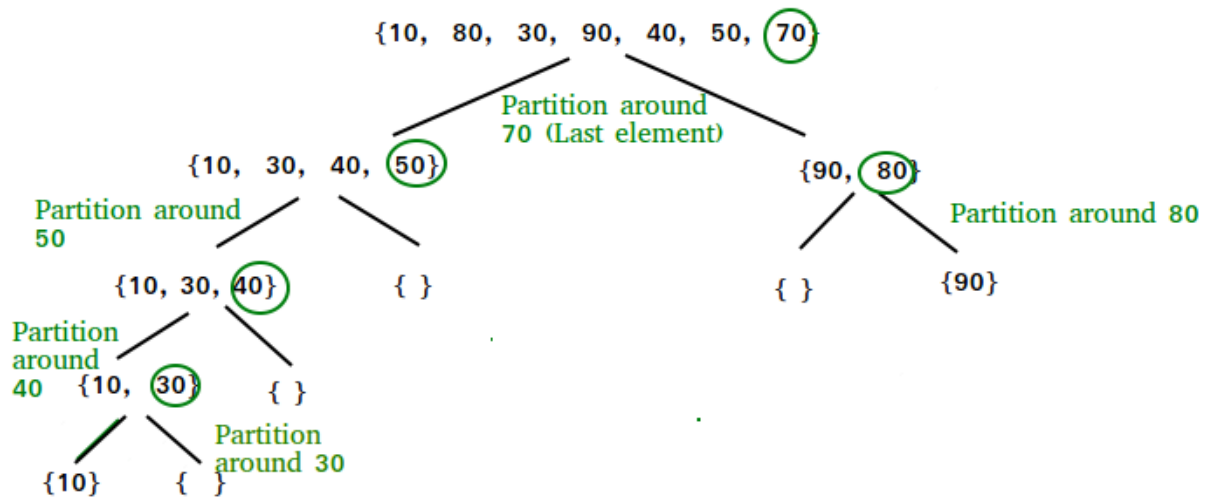 {10, 80, 30, 90, 40, 50, 70}
Partition around
70 (Last element)
{10, 30, 40, 50}
{90, 80}
Partition around
50
Partition around 80
{10, 30, 40}
{ }
{ }
{90}
Partition
around
40
{10, 30}
{ }
Partition
around 30
{10}
{ }